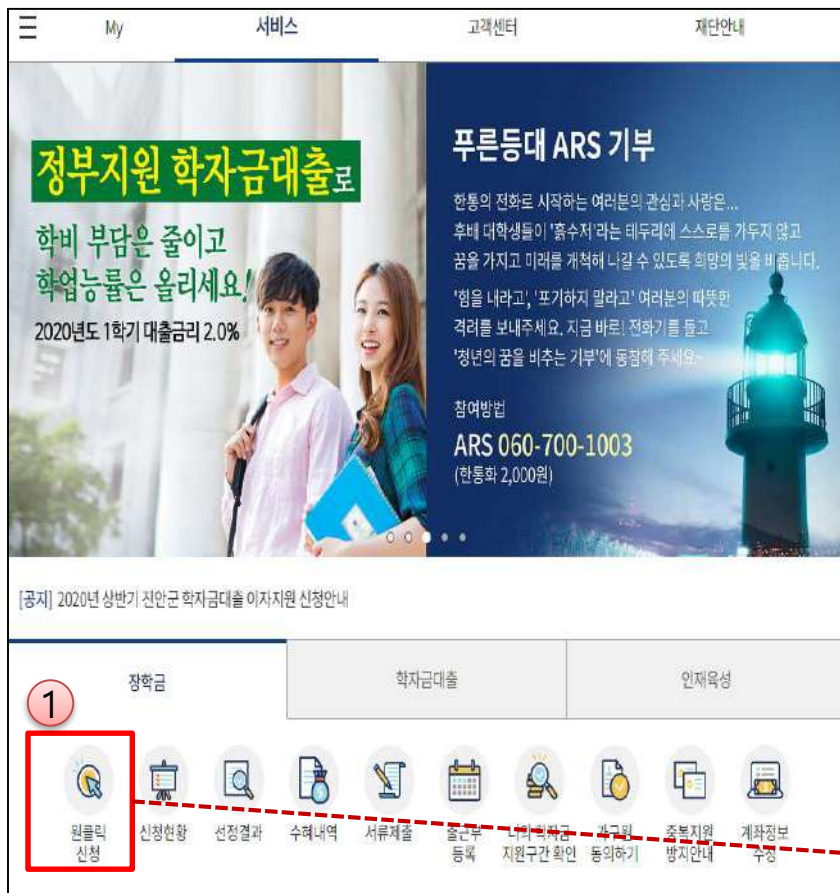 My
서비스
고객센터
재단안내
정부지원 학자금대출로
학비 부담은 줄이고
학업능률은 올리세요!
2020년도 1학기 대출금리 2.0%
푸른등대 ARS 기부
한통의 전화로 시작하는 여러분의 관심과 사랑은...
후배 대학생들이 '흙수저'라는 테두리에 스스로를 가두지 않고
꿈을 가지고 미래를 개척해 나갈 수 있도록 희망의 빛을 비춥니다.
'힘을 내라고', '포기하지 말라고' 여러분의 따뜻한
격려를 보내주세요. 지금 바로! 전화기를 들고
'청년의 꿈을 비추는 기부'에 동참해 주세요~
참여방법
ARS 060-700-1003
(한통화 2,000원)
[공지] 2020년 상반기 진안군 학자금대출 이자지원 신청안내
장학금
학자금대출
인재육성
1
원클릭
신청
신청현황
선정결과
수혜내역
서류제출
출근부
등록
나의 학자금
지원구간 확인
가구원
동의하기
중복지원
방지안내
계좌정보
수정